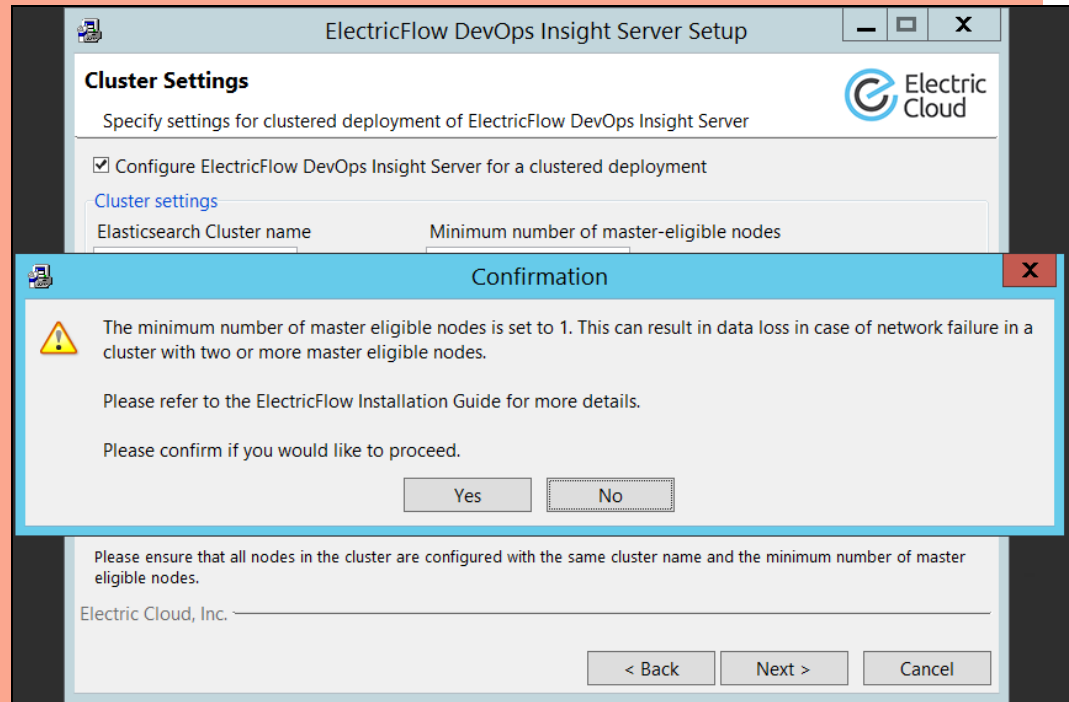 ElectricFlow DevOps Insight Server Setup
Cluster Settings
Electric
Cloud
Specify settings for clustered deployment of ElectricFlow DevOps Insight Server
Configure ElectricFlow DevOps Insight Server for a clustered deployment
Cluster settings
Elasticsearch Cluster name
Minimum number of master-eligible nodes
Confirmation
The minimum number of master eligible nodes is set to 1. This can result in data loss in case of network failure in a
cluster with two or more master eligible nodes.
Please refer to the ElectricFlow Installation Guide for more details.
Please confirm if you would like to proceed.
Yes
No
Please ensure that all nodes in the cluster are configured with the same cluster name and the minimum number of master
eligible nodes.
Electric Cloud, Inc.
< Back
Next >
Cancel